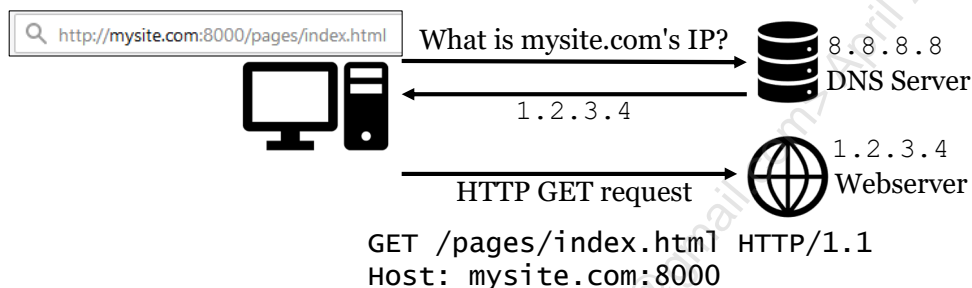 http://mysite.com:8000/pages/index.html
What is mysite.com's IP?
8.8.8.8
DNS Server
1.2.3.4
1.2.3.4
Webserver
HTTP GET request
GET /pages/index.html HTTP/1.1
Host: mysite.com:8000